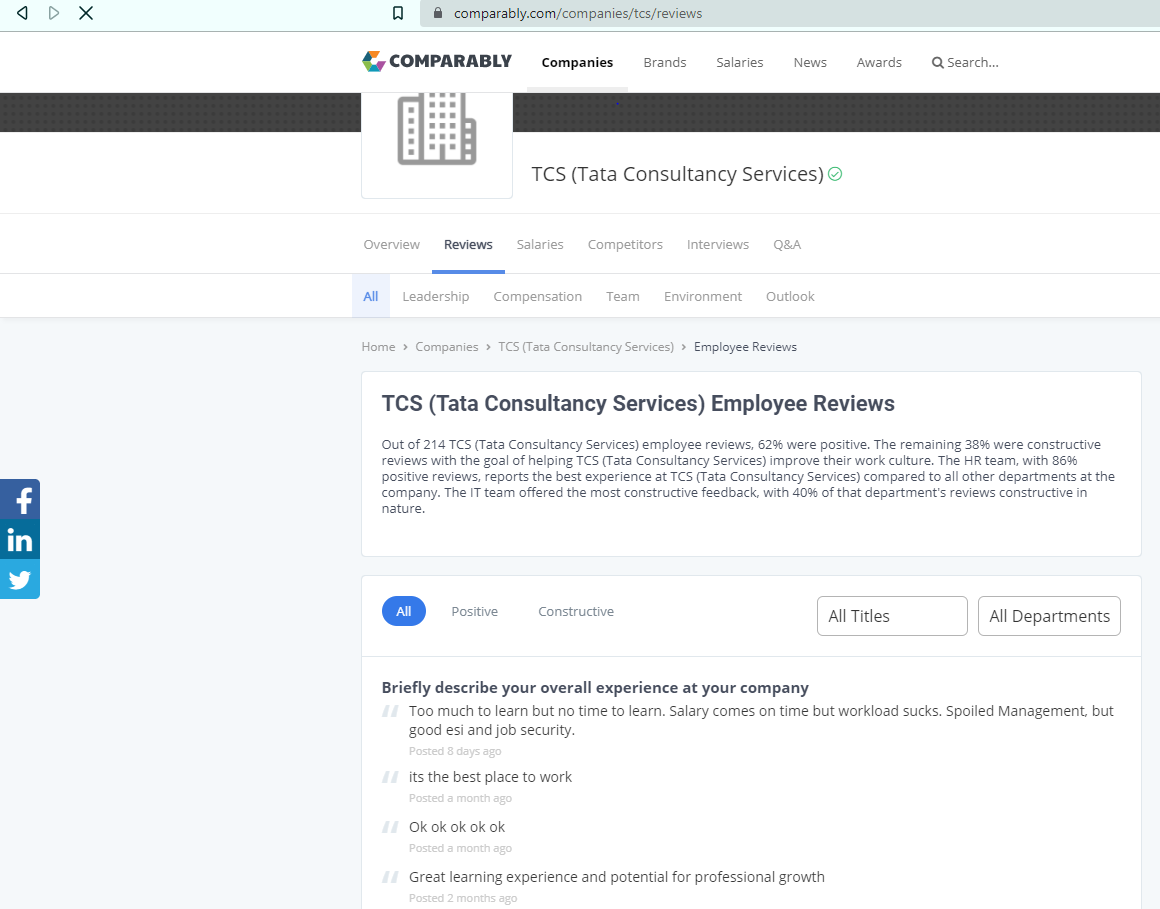 comparably.com/companies/tcs/reviews
COMPARABLY Companies Brands Salaries News Awards Search...
TCS (Tata Consultancy Services)
Overview Reviews Salaries Competitors Interviews Q&A
All Leadership Compensation Team Environment Outlook
Home > Companies > TCS (Tata Consultancy Services) > Employee Reviews
TCS (Tata Consultancy Services) Employee Reviews
Out of 214 TCS (Tata Consultancy Services) employee reviews, 62% were positive. The remaining 38% were constructive
reviews with the goal of helping TCS (Tata Consultancy Services) improve their work culture. The HR team, with 86%
positive reviews, reports the best experience at TCS (Tata Consultancy Services) compared to all other departments at the
company. The IT team offered the most constructive feedback, with 40% of that department's reviews constructive in
nature.
f
in
All Positive Constructive All Titles All Departments
Briefly describe your overall experience at your company
Too much to learn but no time to learn. Salary comes on time but workload sucks. Spoiled Management, but
good esi and job security.
Posted 8 days ago
its the best place to work
Posted a month ago
Ok ok ok ok ok
Posted a month ago
Great learning experience and potential for professional growth
Posted 2 months ago